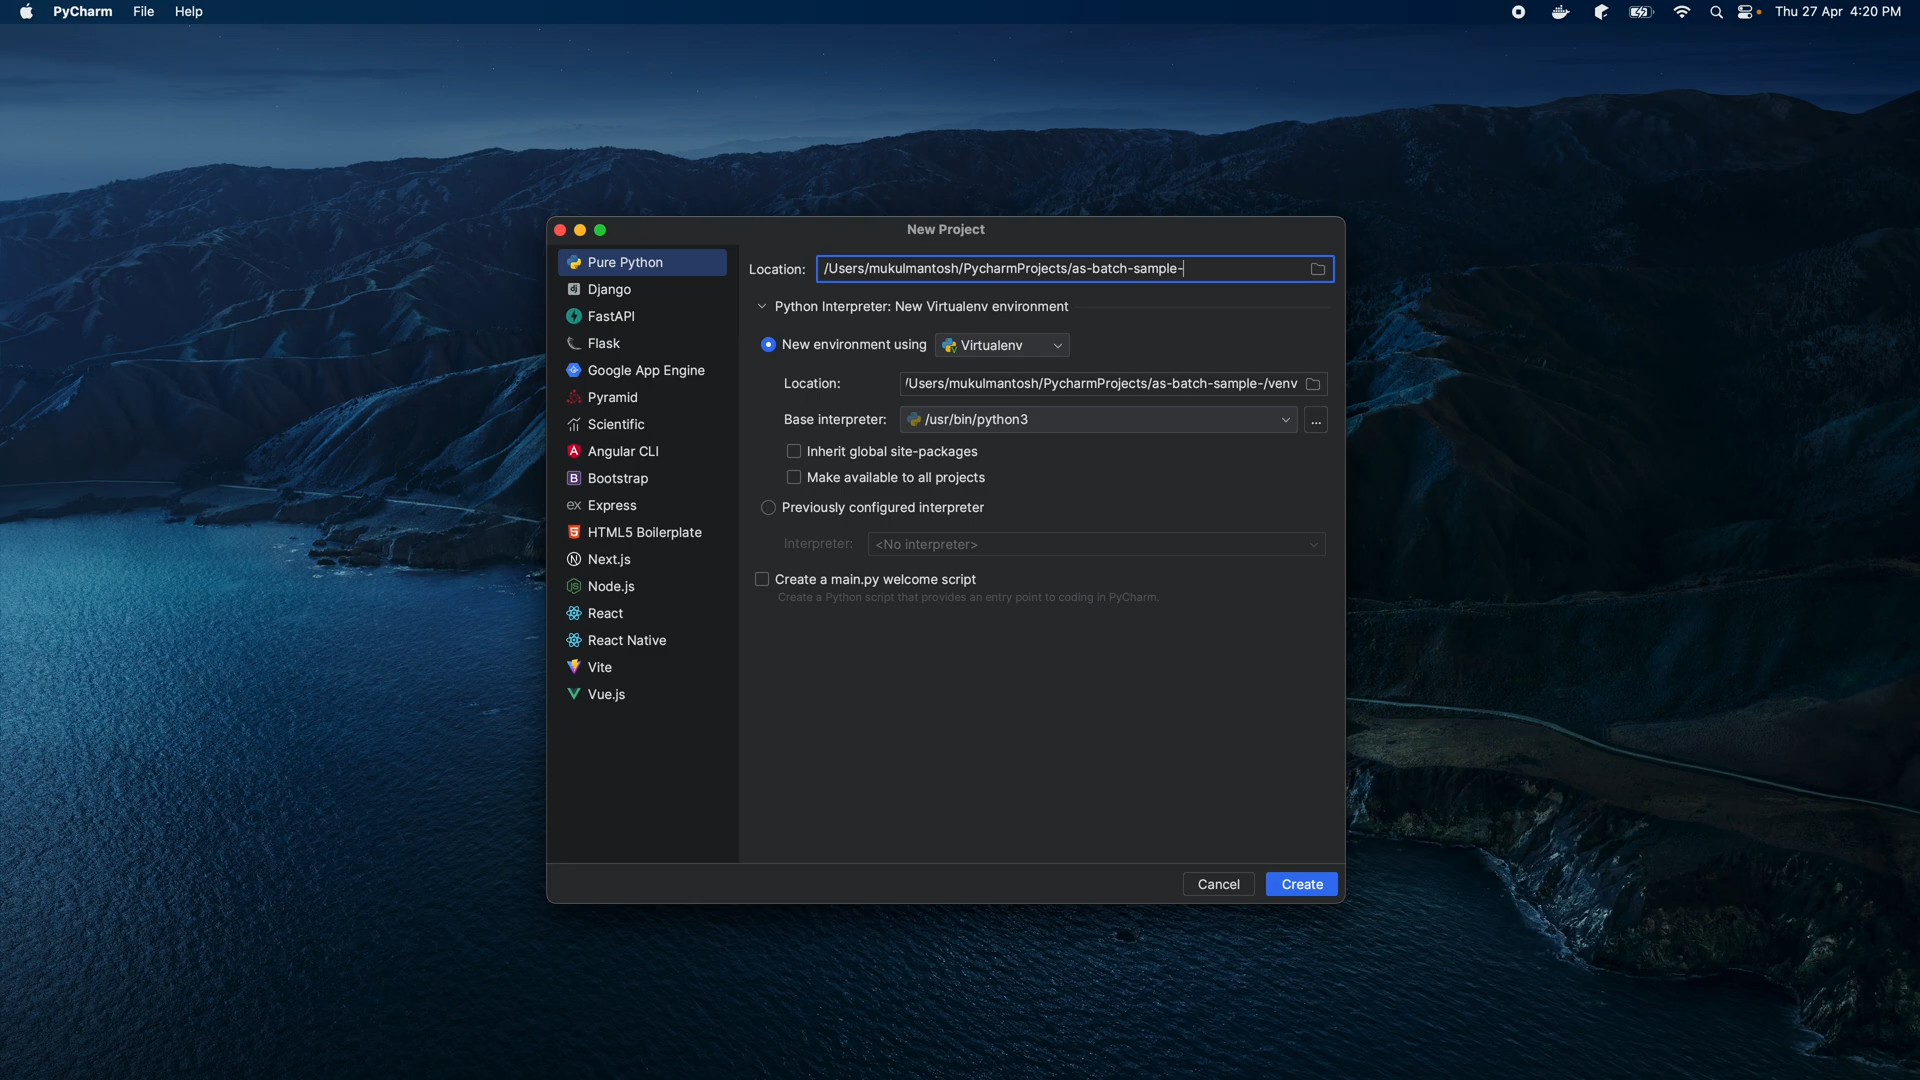 PyCharm File Help Thu 27 Apr 4:20 PM
New Project
Pure Python
Django
FastAPI
Flask
Google App Engine
Pyramid
Scientific
Angular CLI
Bootstrap
ex Express
HTML5 Boilerplate
Next.js
Node.js
React
React Native
Vite
Vue.js
Location: /Users/mukulmantosh/PycharmProjects/as-batch-sample-
Python Interpreter: New Virtualenv environment
New environment using Virtualenv
Location: /Users/mukulmantosh/PycharmProjects/as-batch-sample-/venv
Base interpreter: /usr/bin/python3 ...
Inherit global site-packages
Make available to all projects
Previously configured interpreter
Interpreter: <No interpreter>
Create a main.py welcome script
Create a Python script that provides an entry point to coding in PyCharm.
Cancel Create